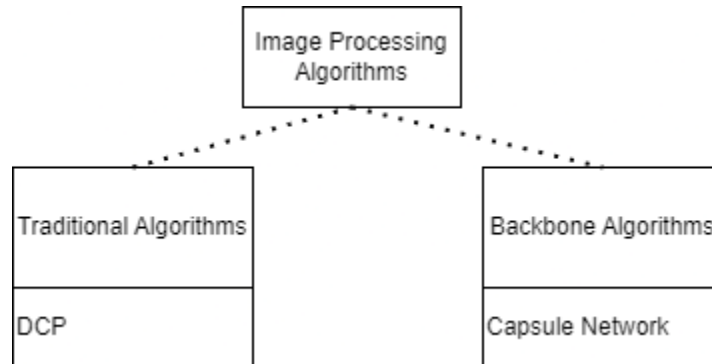 Image Processing
Algorithms
Traditional Algorithms
Backbone Algorithms
DCP
Capsule Network